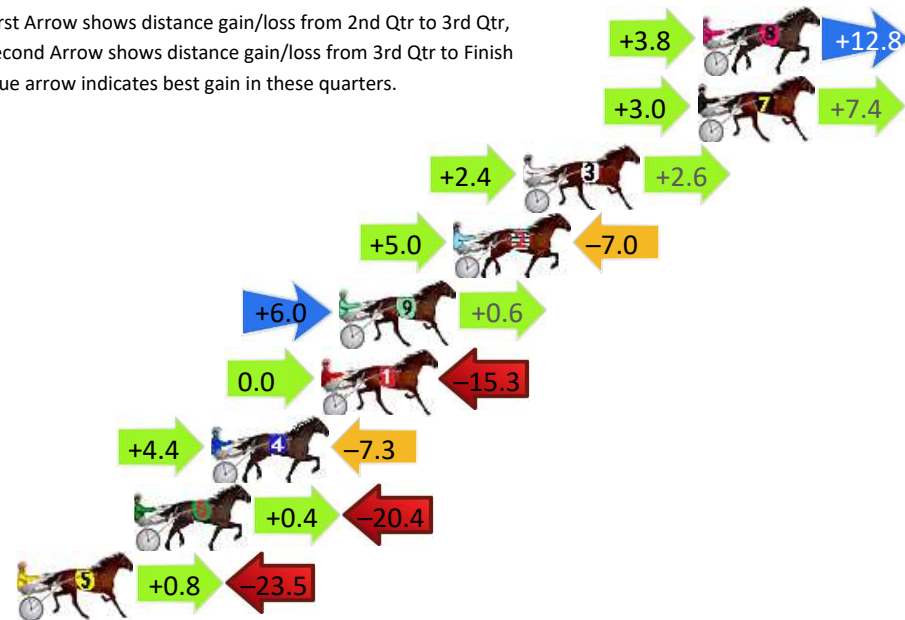 rst Arrow shows distance gain/loss from 2nd Qtr to 3rd Qtr,
econd Arrow shows distance gain/loss from 3rd Qtr to Finish
ue arrow indicates best gain in these quarters.
+3.8 8 +12.8
+3.0 7 +7.4
+2.4 3 +2.6
+5.0 2 −7.0
+6.0 9 +0.6
0.0 1 −15.3
+4.4 4 −7.3
+0.4 −20.4
5 +0.8 −23.5